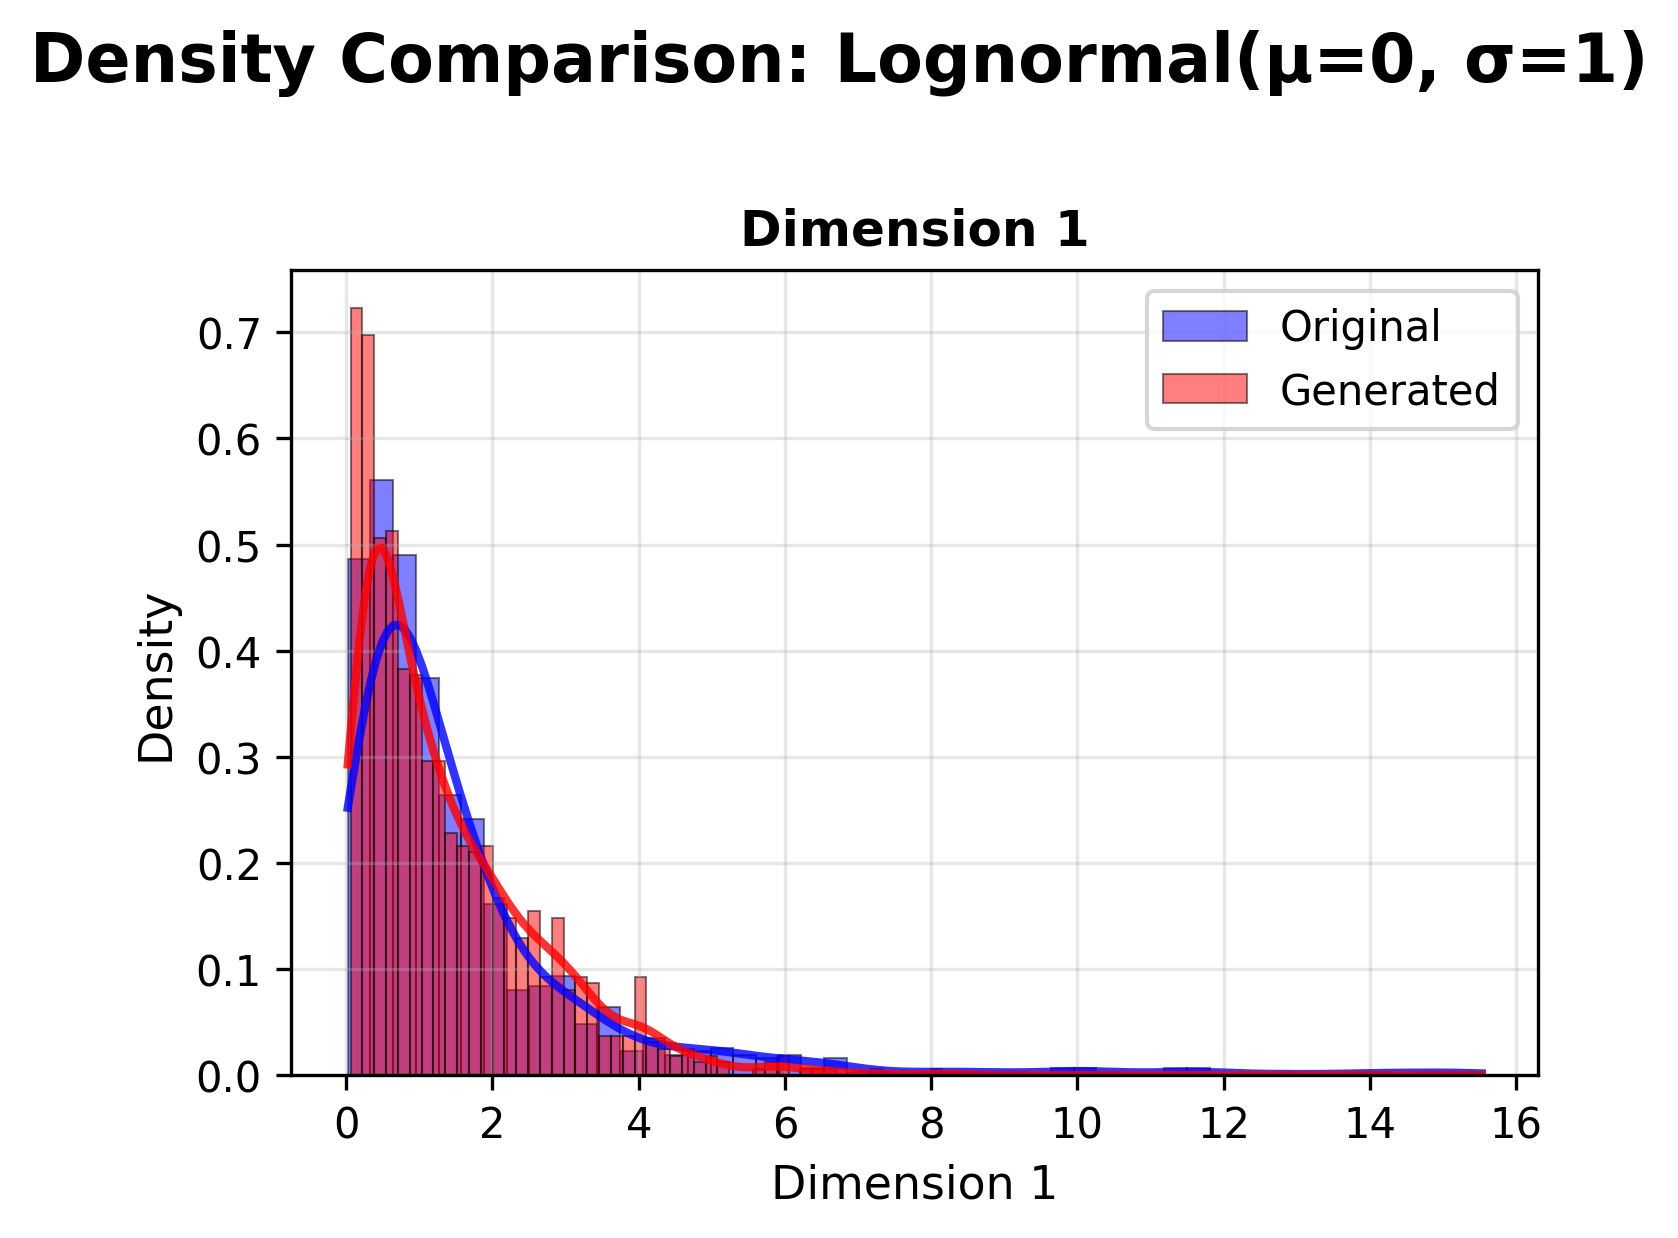 Density Comparison: Lognormal(μ=0, σ=1)
Dimension 1
Original
Generated
Density
0.7
0.6
0.5
0.4
0.3
0.2
0.1
0.0
0 2 4 6 8 10 12 14 16
Dimension 1